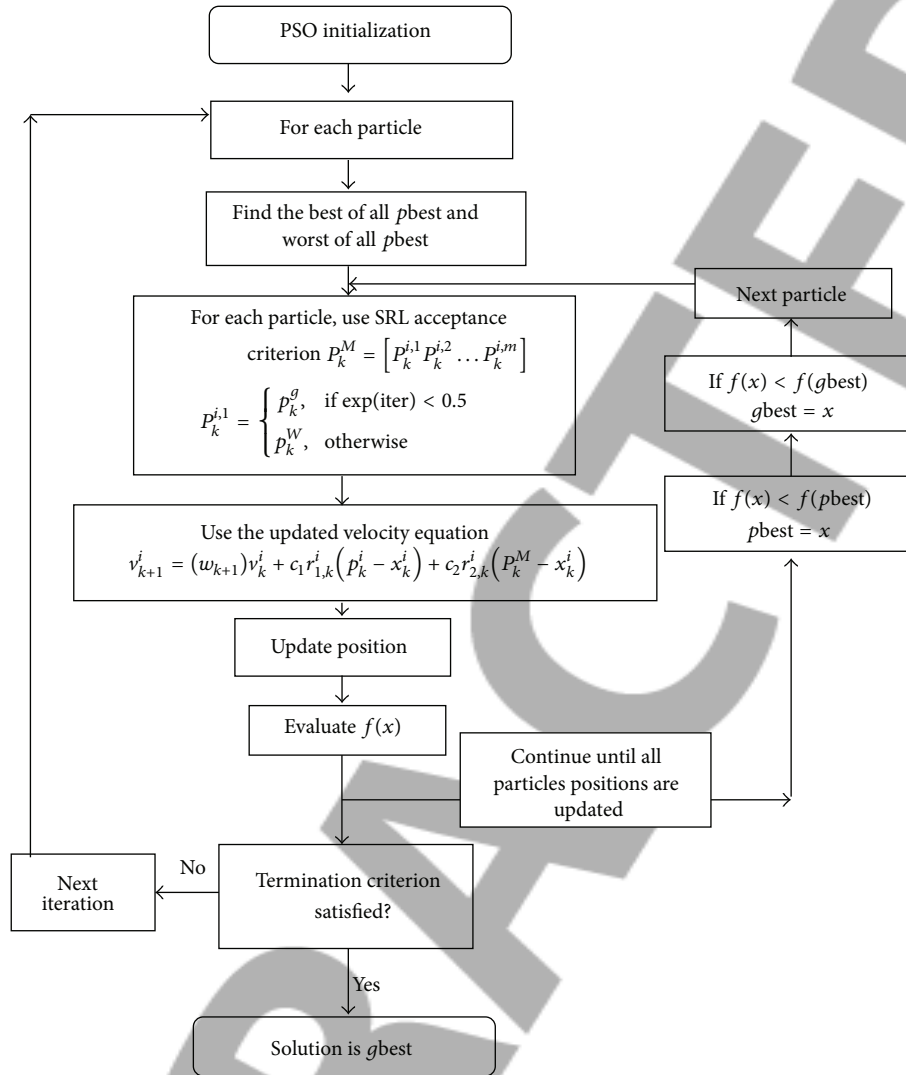 PSO initialization
For each particle
Find the best of all pbest and
worst of all pbest
For each particle, use SRL acceptance
criterion P_k^M = [P_k^{i,1} P_k^{i,2} … P_k^{i,m}]
P_k^{i,1} = { p_k^g, if exp(iter) < 0.5
p_k^W, otherwise
Use the updated velocity equation
v_{k+1}^i = (w_{k+1})v_k^i + c_1 r_{1,k}^i (p_k^i − x_k^i) + c_2 r_{2,k}^i (P_k^M − x_k^i)
Update position
Evaluate f(x)
Continue until all
particles positions are
updated
If f(x) < f(pbest)
pbest = x
If f(x) < f(gbest)
gbest = x
Next particle
Termination criterion
satisfied?
No
Next
iteration
Yes
Solution is gbest